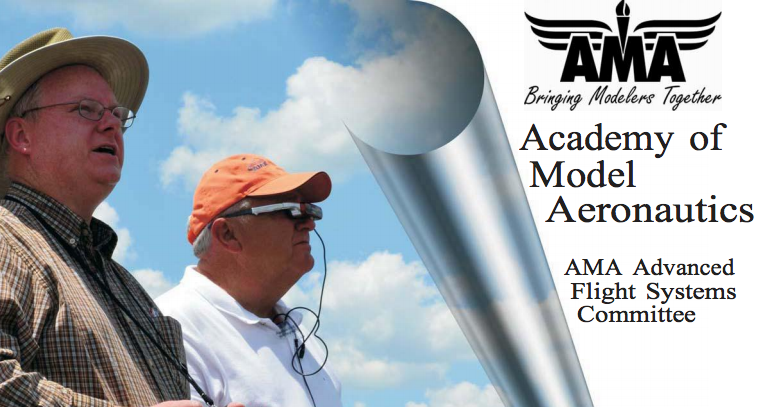 AMA
Bringing Modelers Together
Academy of
Model
Aeronautics
AMA Advanced
Flight Systems
Committee